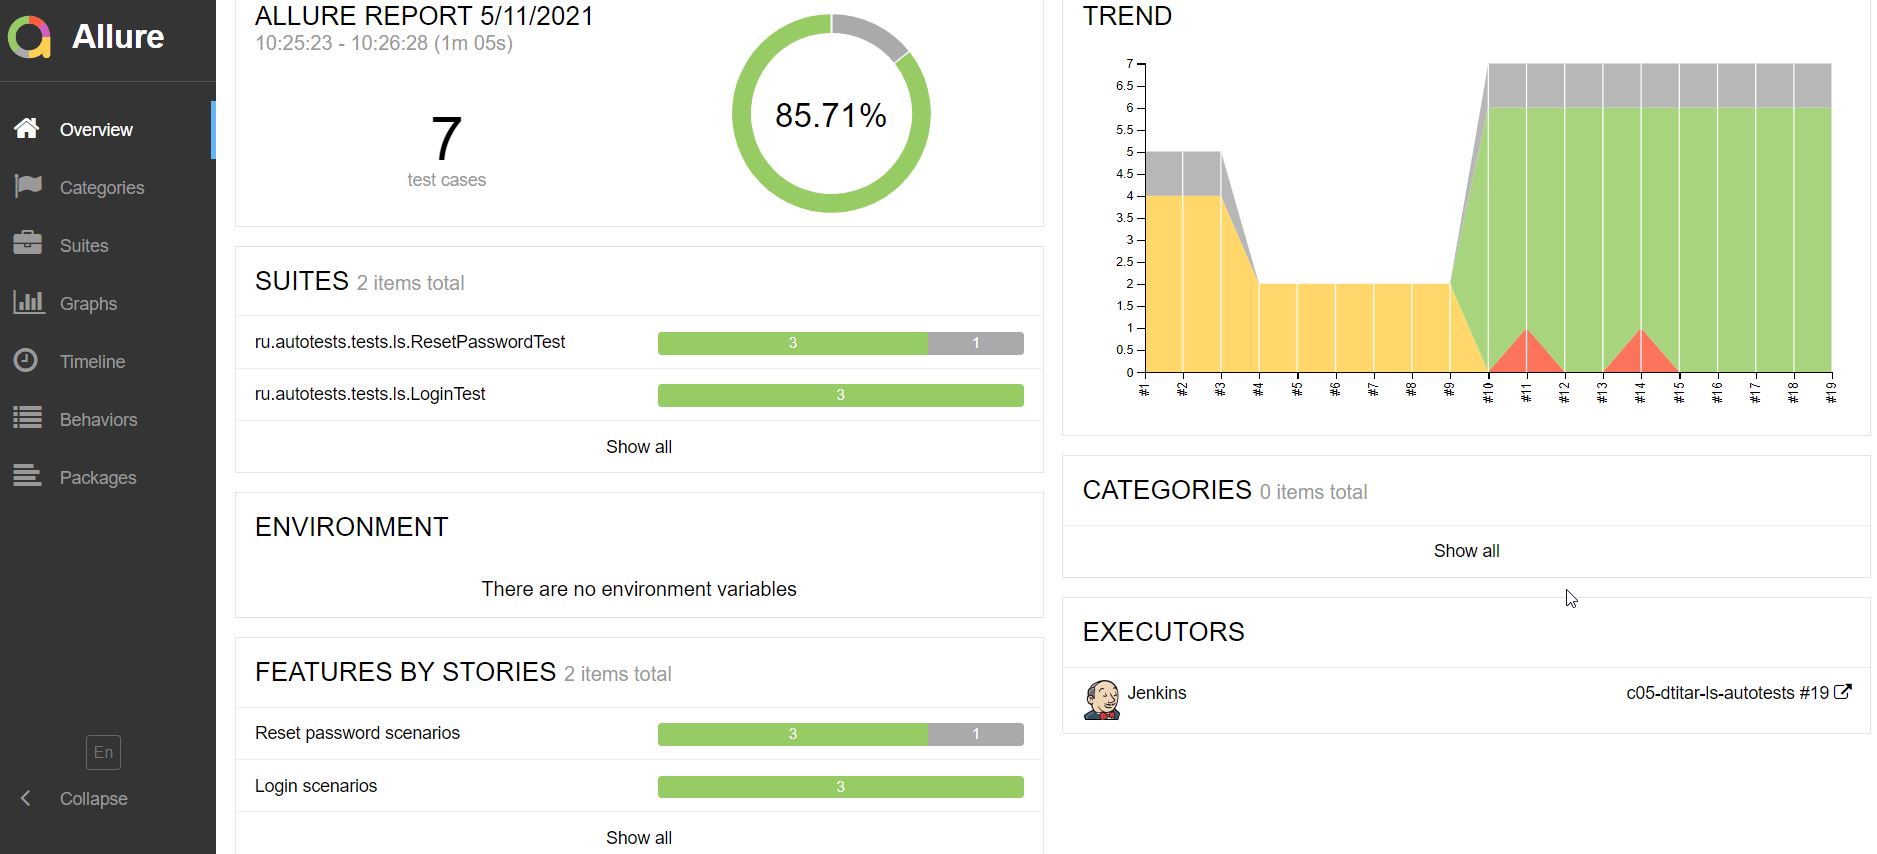 Allure
Overview
Categories
Suites
Graphs
Timeline
Behaviors
Packages
En
Collapse
ALLURE REPORT 5/11/2021
10:25:23 - 10:26:28 (1m 05s)
7
test cases
85.71%
SUITES 2 items total
ru.autotests.tests.ls.ResetPasswordTest 3 1
ru.autotests.tests.ls.LoginTest 3
Show all
ENVIRONMENT
There are no environment variables
FEATURES BY STORIES 2 items total
Reset password scenarios 3 1
Login scenarios 3
Show all
TREND
7
6.5
6
5.5
5
4.5
4
3.5
3
2.5
2
1.5
1
0.5
0
#1 #2 #3 #4 #5 #6 #7 #8 #9 #10 #11 #12 #13 #14 #15 #16 #17 #18 #19
CATEGORIES 0 items total
Show all
EXECUTORS
Jenkins c05-dtitar-ls-autotests #19